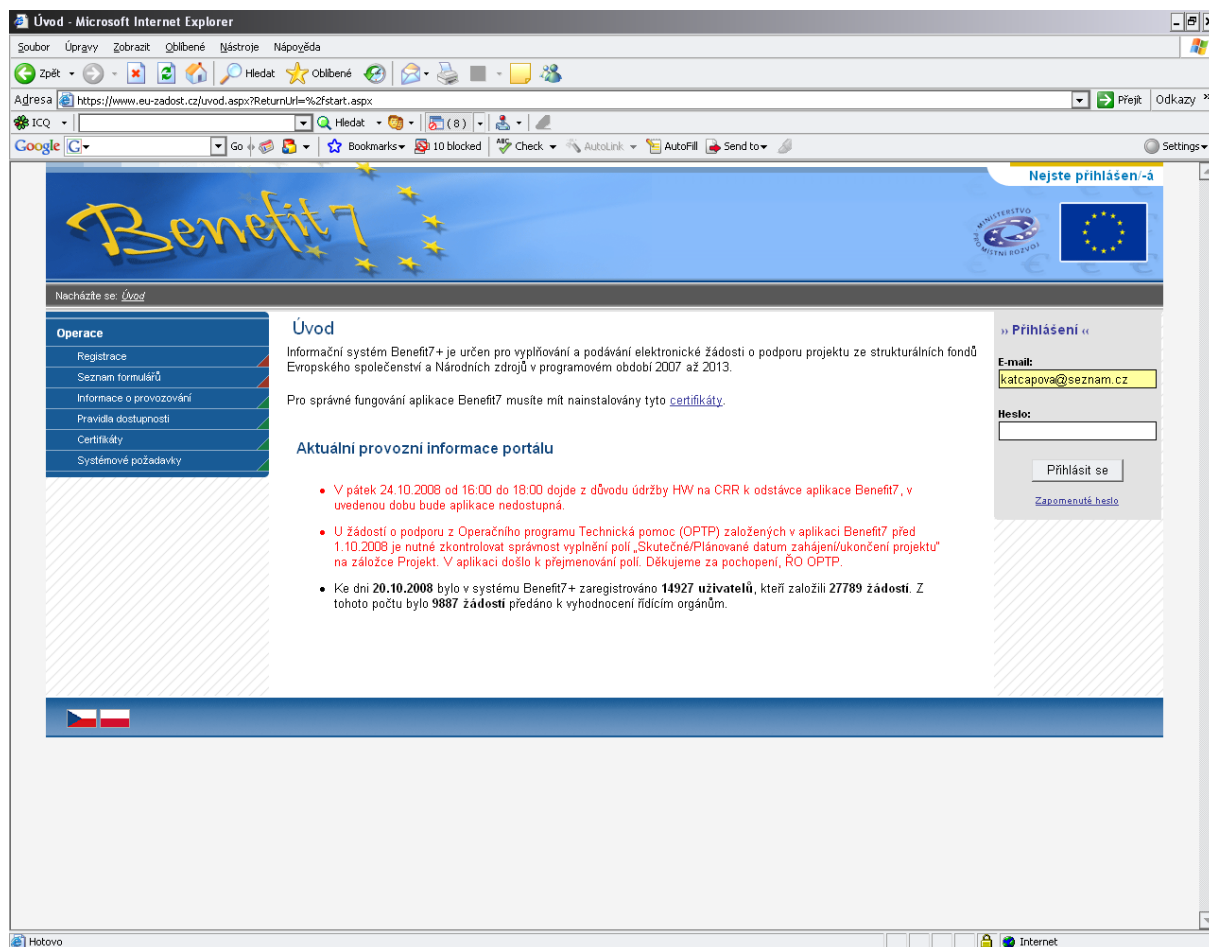 Úvod - Microsoft Internet Explorer
Soubor Úpravy Zobrazit Oblíbené Nástroje Nápověda
Zpět Hledat Oblíbené
Adresa https://www.eu-zadost.cz/uvod.aspx?ReturnUrl=%2fstart.aspx Přejít Odkazy »
ICQ Hledat (8)
Google G Go Bookmarks 10 blocked ABC Check AutoLink AutoFill Send to Settings
Nejste přihlášen/-á
Benefit7
MINISTERSTVO PRO MÍSTNÍ ROZVOJ
Nacházíte se: Úvod
Operace
Registrace
Seznam formulářů
Informace o provozování
Pravidla dostupnosti
Certifikáty
Systémové požadavky
Úvod
Informační systém Benefit7+ je určen pro vyplňování a podávání elektronické žádosti o podporu projektu ze strukturálních fondů
Evropského společenství a Národních zdrojů v programovém období 2007 až 2013.
Pro správné fungování aplikace Benefit7 musíte mít nainstalovány tyto certifikáty.
Aktuální provozní informace portálu
• V pátek 24.10.2008 od 16:00 do 18:00 dojde z důvodu údržby HW na CRR k odstávce aplikace Benefit7, v
uvedenou dobu bude aplikace nedostupná.
• U žádostí o podporu z Operačního programu Technická pomoc (OPTP) založených v aplikaci Benefit7 před
1.10.2008 je nutné zkontrolovat správnost vyplnění polí „Skutečné/Plánované datum zahájení/ukončení projektu"
na záložce Projekt. V aplikaci došlo k přejmenování polí. Děkujeme za pochopení, ŘO OPTP.
• Ke dni 20.10.2008 bylo v systému Benefit7+ zaregistrováno 14927 uživatelů, kteří založili 27789 žádostí. Z
tohoto počtu bylo 9887 žádostí předáno k vyhodnocení řídícím orgánům.
›› Přihlášení ‹‹
E-mail:
katcapova@seznam.cz
Heslo:
Přihlásit se
Zapomenuté heslo
Hotovo Internet